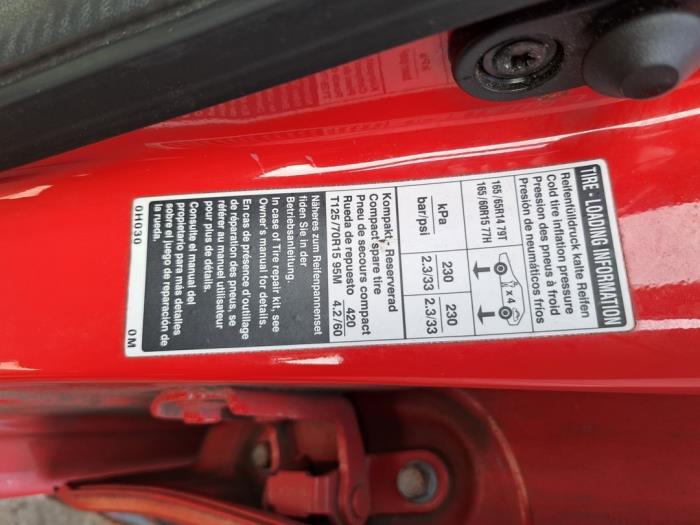 TIRE - LOADING INFORMATION
Reifenfülldruck kalte Reifen
Cold tire inflation pressure
Pression des pneus à froid
Presión de neumáticos fríos
x 4
165/65R14 79T
165/60R15 77H
kPa 230 230
bar/psi 2.3/33 2.3/33
Kompakt - Reserverad
Compact spare tire
Pneu de secours compact
Rueda de repuesto 420
T125/70R15 95M 4.2/60
Näheres zum Reifenpannenset
finden Sie in der
Betriebsanleitung.
In case of Tire repair kit, see
Owner's manual for details.
En cas de présence d'outillage
de réparation des pneus, se
référer au manuel utilisateur
pour plus de détails.
Consulte el manual del
propietario para más detalles
sobre el juego de reparación de
la rueda.
0H030 0M